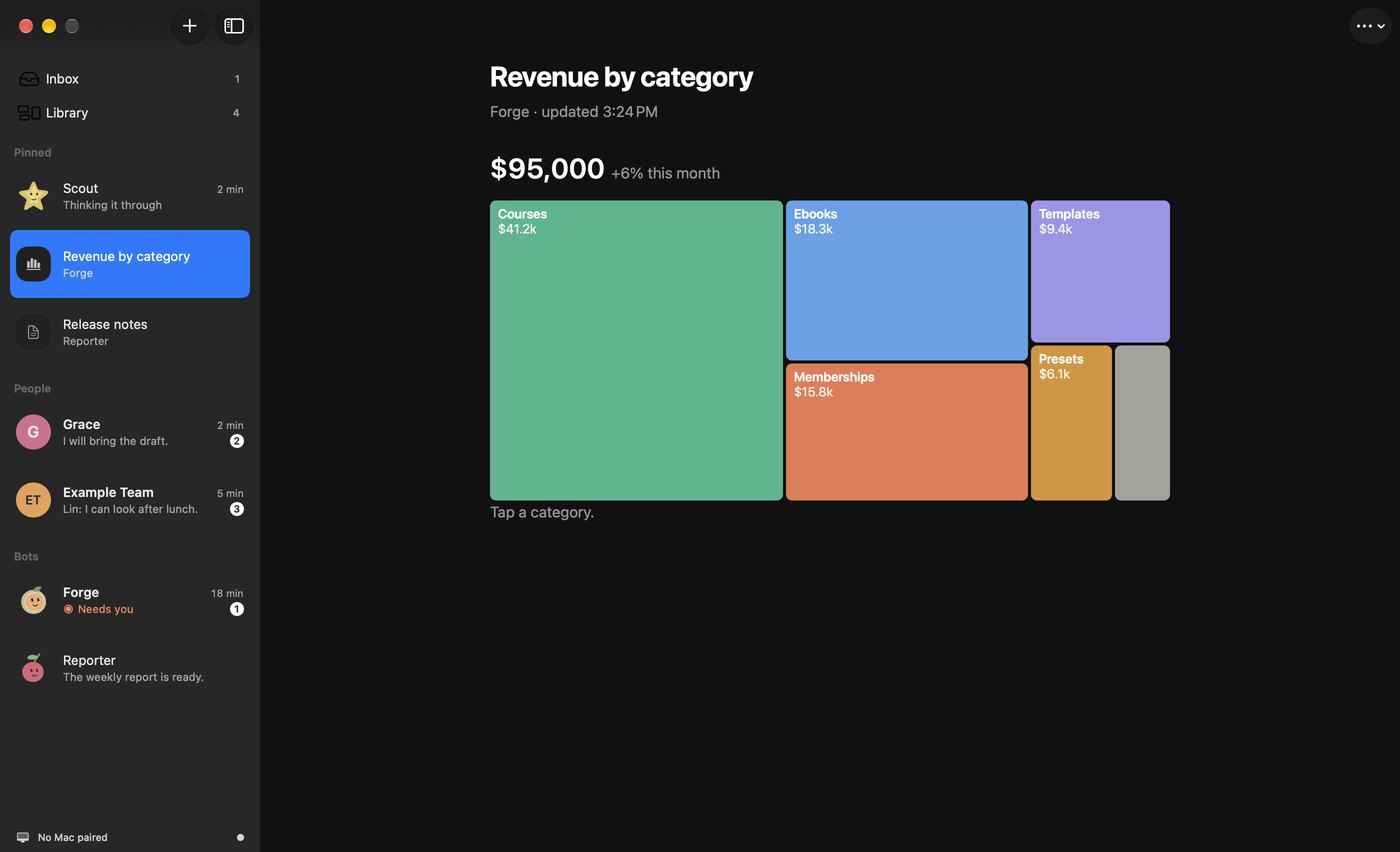 Inbox 1
Library 4
Pinned
Scout 2 min
Thinking it through
Revenue by category
Forge
Release notes
Reporter
People
G
Grace 2 min
I will bring the draft. 2
ET
Example Team 5 min
Lin: I can look after lunch. 3
Bots
Forge 18 min
Needs you 1
Reporter
The weekly report is ready.
No Mac paired
Revenue by category
Forge · updated 3:24 PM
$95,000 +6% this month
Courses
$41.2k
Ebooks
$18.3k
Memberships
$15.8k
Templates
$9.4k
Presets
$6.1k
Tap a category.